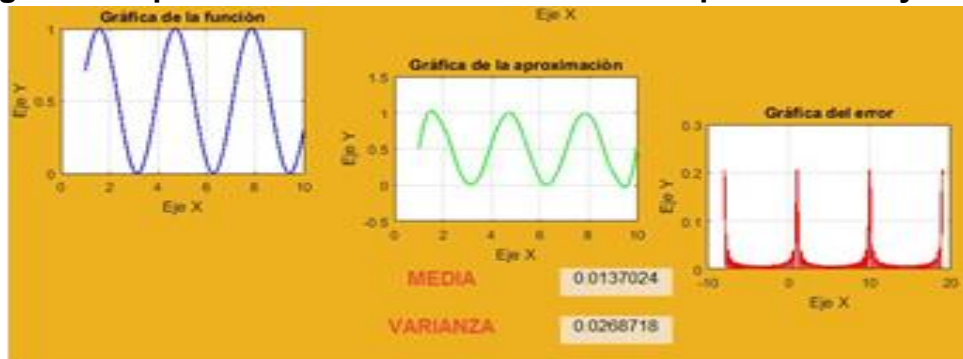 Eje X
Gráfica de la función
1
0.5
0
Eje Y
0 2 4 6 8 10
Eje X
Gráfica de la aproximación
1.5
1
0.5
0
-0.5
Eje Y
0 2 4 6 8 10
Eje X
Gráfica del error
0.3
0.2
0.1
0
Eje Y
-10 0 10 20
Eje X
MEDIA 0.0137024
VARIANZA 0.0268718